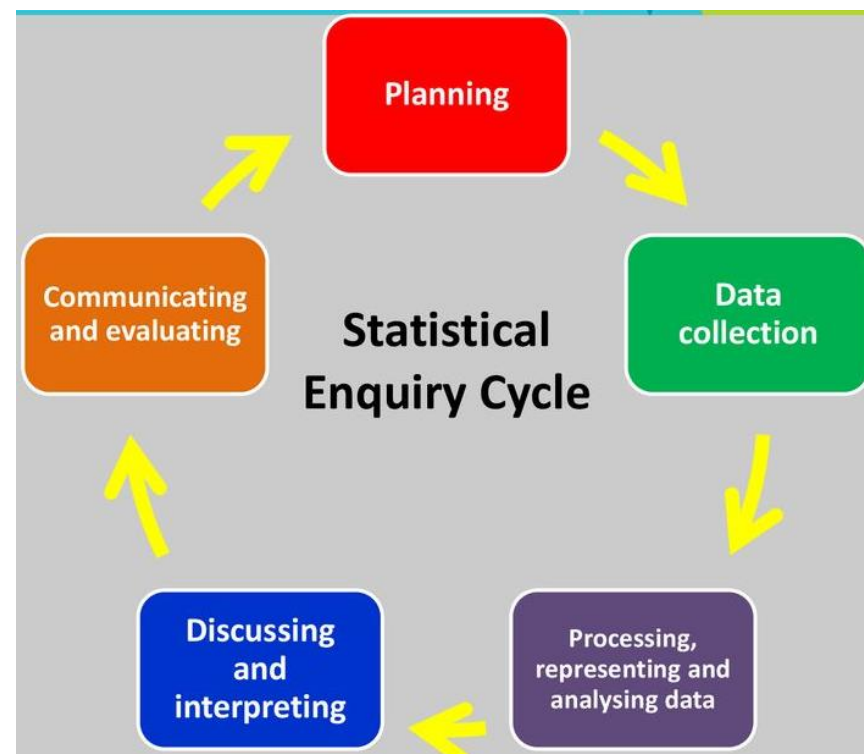 Planning
Data
collection
Processing,
representing and
analysing data
Discussing
and
interpreting
Communicating
and evaluating
Statistical
Enquiry Cycle